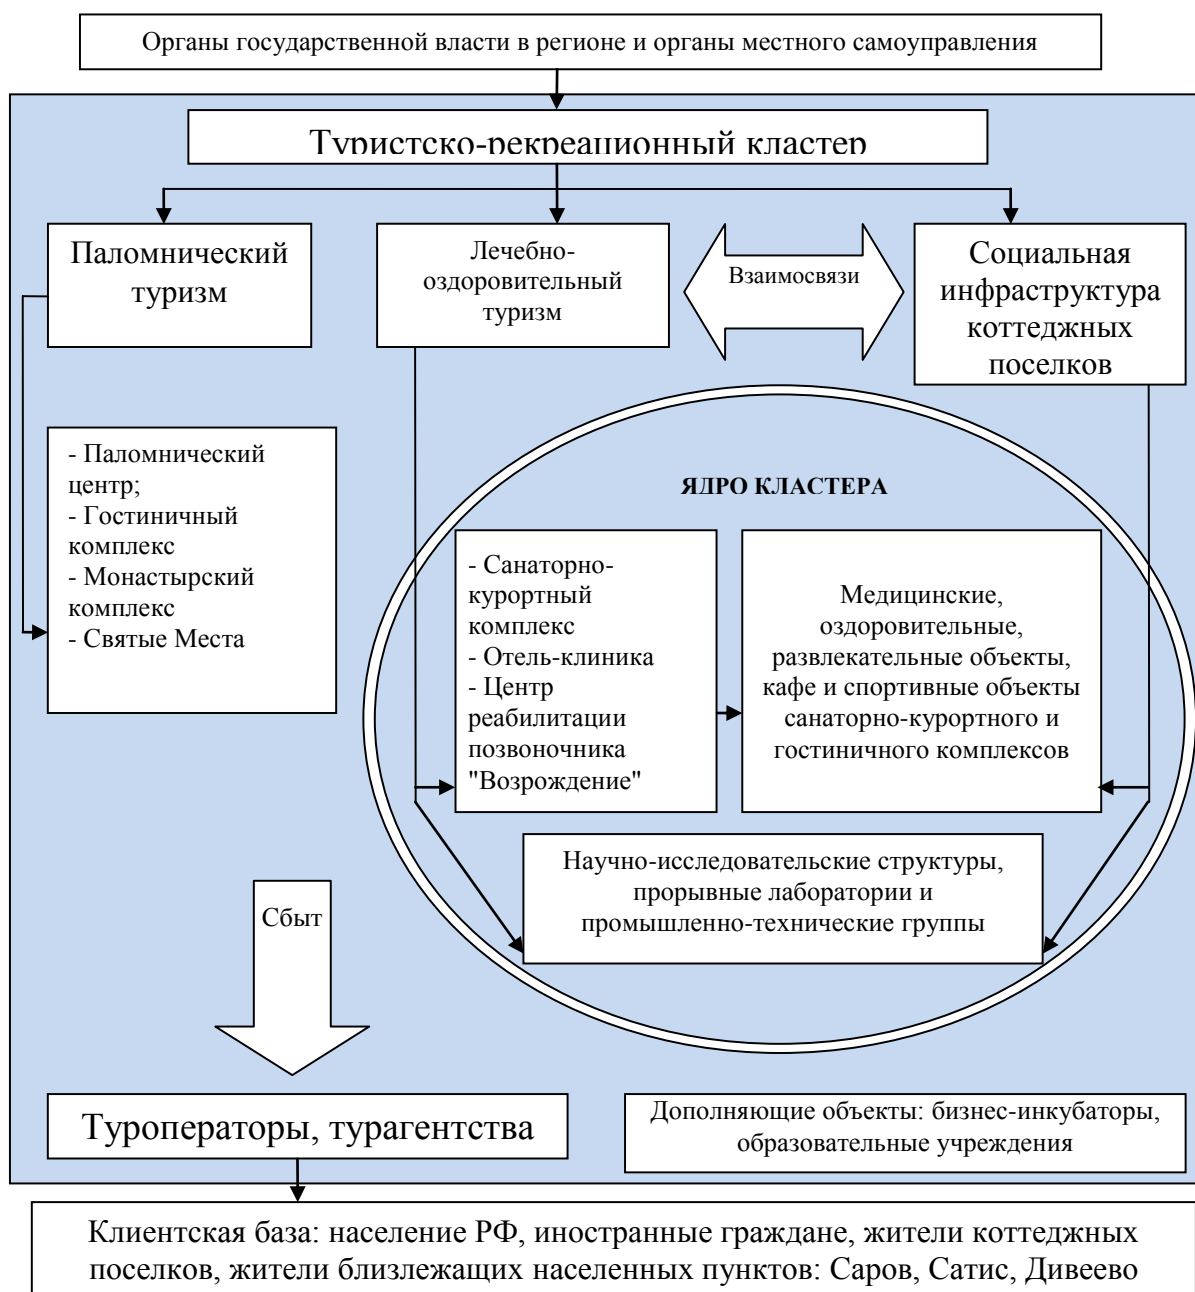 Органы государственной власти в регионе и органы местного самоуправления
Туристско-рекреационный кластер
Паломнический
туризм
Лечебно-
оздоровительный
туризм
Взаимосвязи
Социальная
инфраструктура
коттеджных
поселков
- Паломнический
центр;
- Гостиничный
комплекс
- Монастырский
комплекс
- Святые Места
ЯДРО КЛАСТЕРА
- Санаторно-
курортный
комплекс
- Отель-клиника
- Центр
реабилитации
позвоночника
"Возрождение"
Медицинские,
оздоровительные,
развлекательные объекты,
кафе и спортивные объекты
санаторно-курортного и
гостиничного комплексов
Научно-исследовательские структуры,
прорывные лаборатории и
промышленно-технические группы
Сбыт
Туроператоры, турагентства
Дополняющие объекты: бизнес-инкубаторы,
образовательные учреждения
Клиентская база: население РФ, иностранные граждане, жители коттеджных
поселков, жители близлежащих населенных пунктов: Саров, Сатис, Дивеево